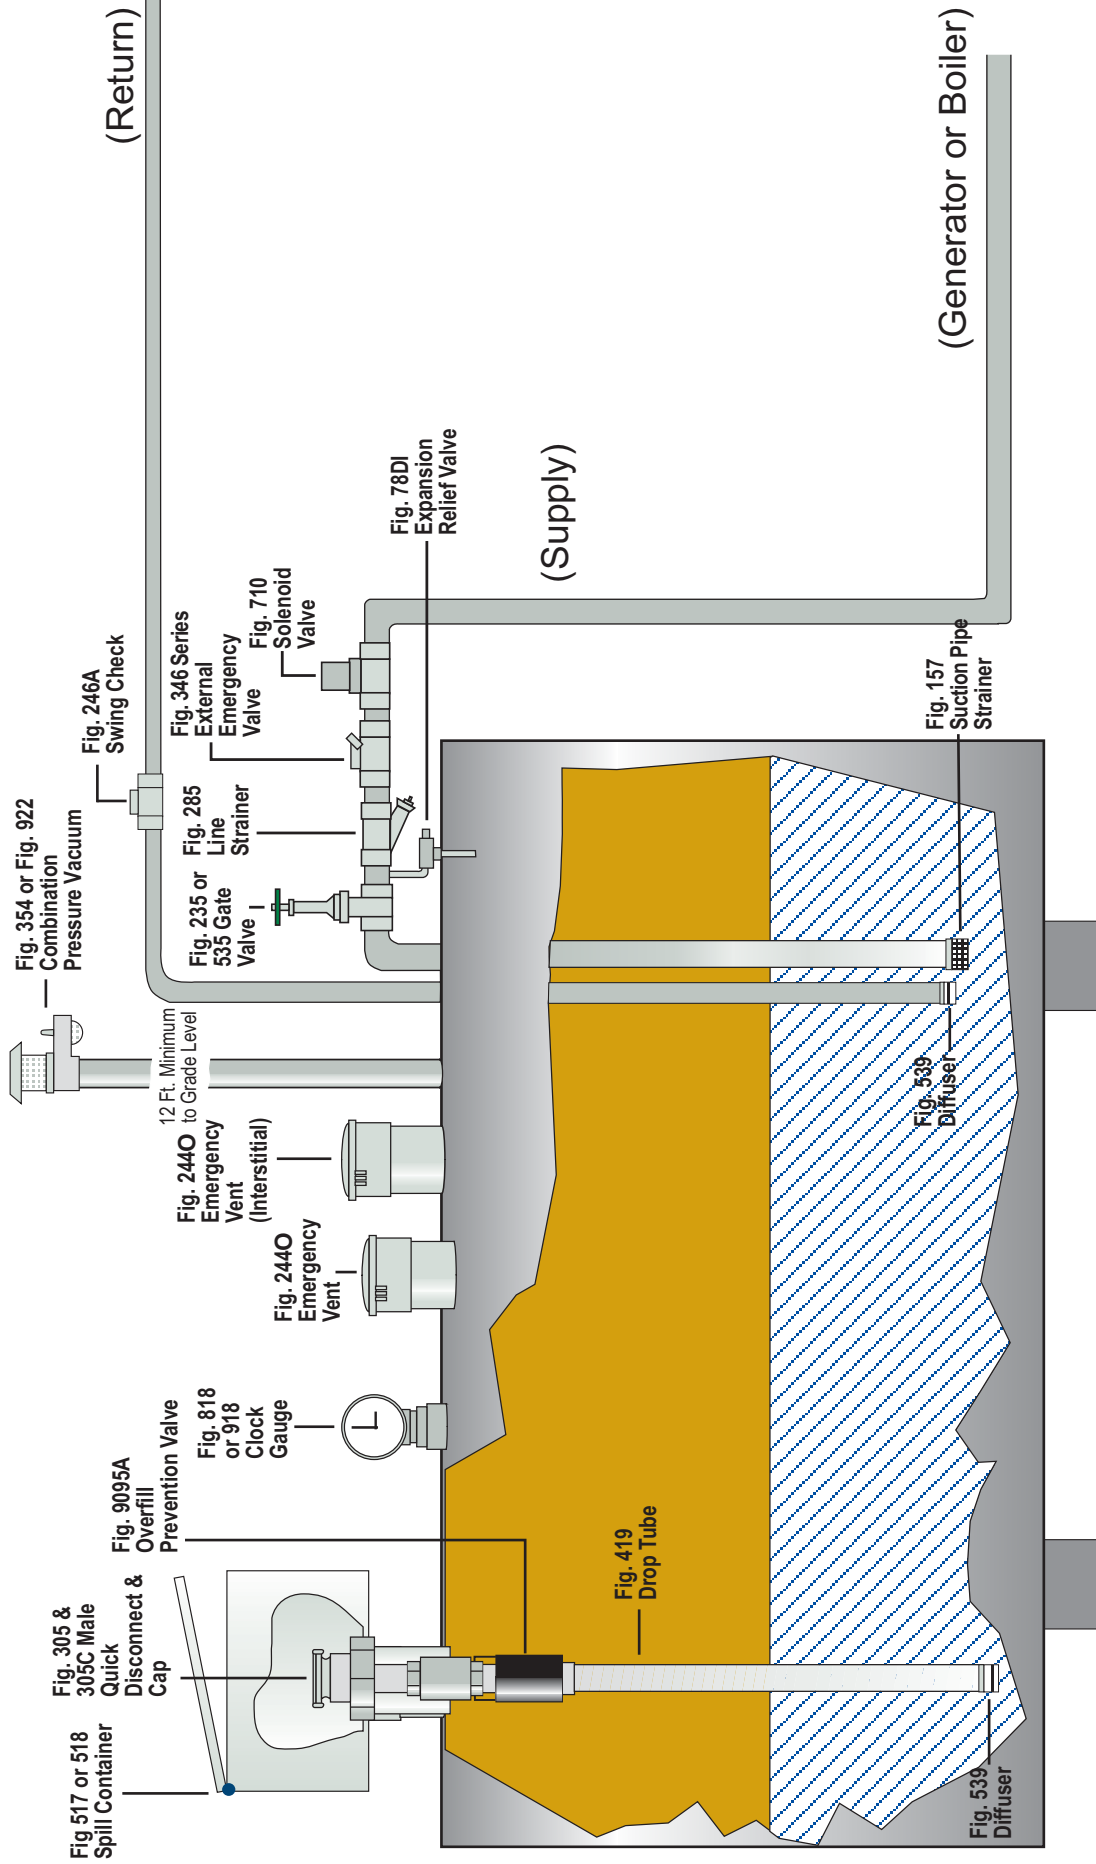 Fig 517 or 518
Spill Container
Fig. 305 &
305C Male
Quick
Disconnect &
Cap
Fig. 9095A
Overfill
Prevention Valve
Fig. 818
or 918
Clock
Gauge
Fig. 244O
Emergency
Vent
Fig. 244O
Emergency
Vent
(Interstitial)
12 Ft. Minimum
to Grade Level
Fig. 354 or Fig. 922
Combination
Pressure Vacuum
Fig. 246A
Swing Check
(Return)
Fig. 235 or
535 Gate
Valve
Fig. 285
Line
Strainer
Fig. 346 Series
External
Emergency
Valve
Fig. 710
Solenoid
Valve
Fig. 78DI
Expansion
Relief Valve
(Supply)
(Generator or Boiler)
Fig. 419
Drop Tube
Fig. 539
Diffuser
Fig. 539
Diffuser
Fig. 157
Suction Pipe
Strainer